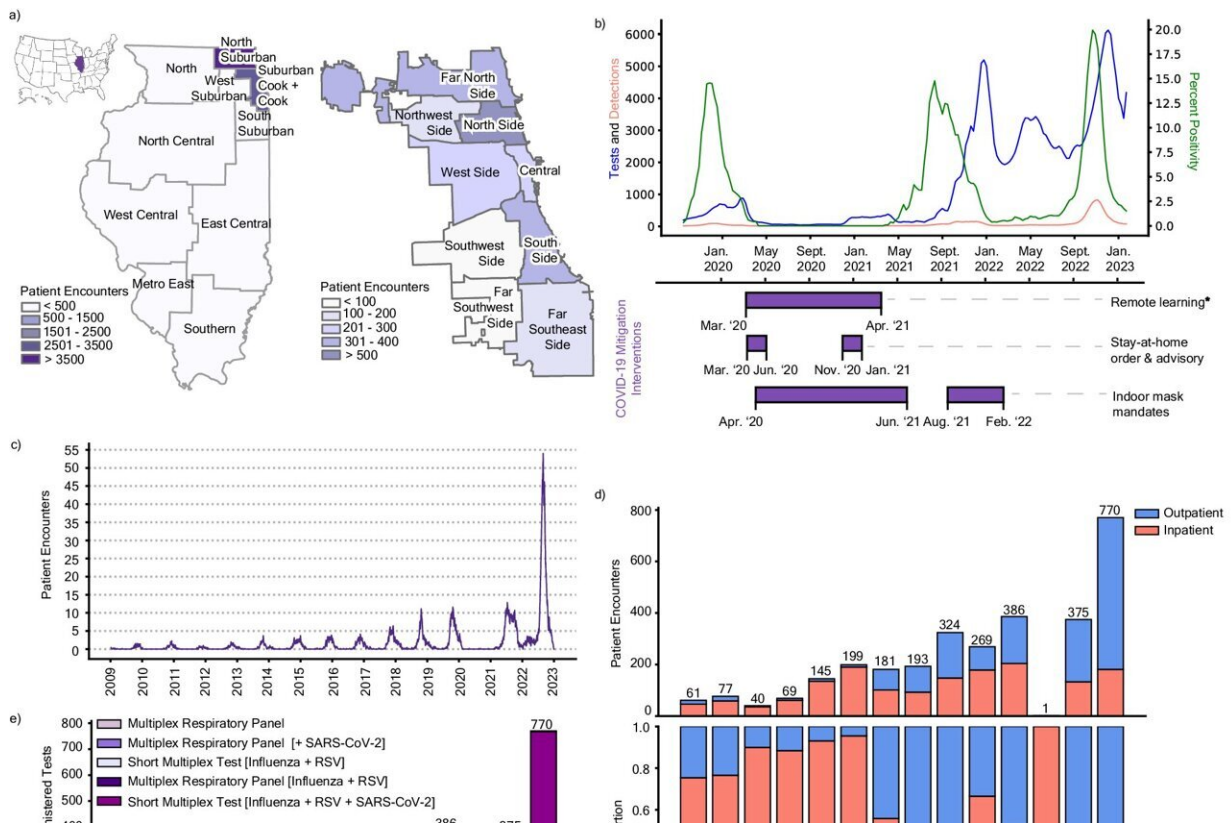 a)
North
Suburban
North
West
Suburban
Suburban
Cook +
Cook
South
Suburban
North Central
West Central
East Central
Metro East
Southern
Patient Encounters
< 500
500 - 1500
1501 - 2500
2501 - 3500
> 3500
Far North
Side
Northwest
Side
North Side
West Side
Central
Southwest
Side
South
Side
Far
Southwest
Side
Far
Southeast
Side
Patient Encounters
< 100
100 - 200
201 - 300
301 - 400
> 500
b)
Tests and Detections
6000
5000
4000
3000
2000
1000
0
Percent Positivity
20.0
17.5
15.0
12.5
10.0
7.5
5.0
2.5
0.0
Jan. May Sept. Jan. May Sept. Jan. May Sept. Jan.
2020 2020 2020 2021 2021 2021 2022 2022 2022 2023
COVID-19 Mitigation
Interventions
Remote learning*
Mar. ‘20 Apr. ‘21
Stay-at-home
order & advisory
Mar. ‘20 Jun. ‘20 Nov. ‘20 Jan. ‘21
Indoor mask
mandates
Apr. ‘20 Jun. ‘21 Aug. ‘21 Feb. ‘22
c)
Patient Encounters
55
50
45
40
35
30
25
20
15
10
5
0
2009 2010 2011 2012 2013 2014 2015 2016 2017 2018 2019 2020 2021 2022 2023
d)
Patient Encounters
800
600
400
200
0
61 77 40 69 145 199 181 193 324 269 386 1 375 770
Outpatient
Inpatient
1.0
0.6
e)
800
700
600
500
Multiplex Respiratory Panel
Multiplex Respiratory Panel [+ SARS-CoV-2]
Short Multiplex Test [Influenza + RSV]
Multiplex Respiratory Panel [Influenza + RSV]
Short Multiplex Test [Influenza + RSV + SARS-CoV-2]
770